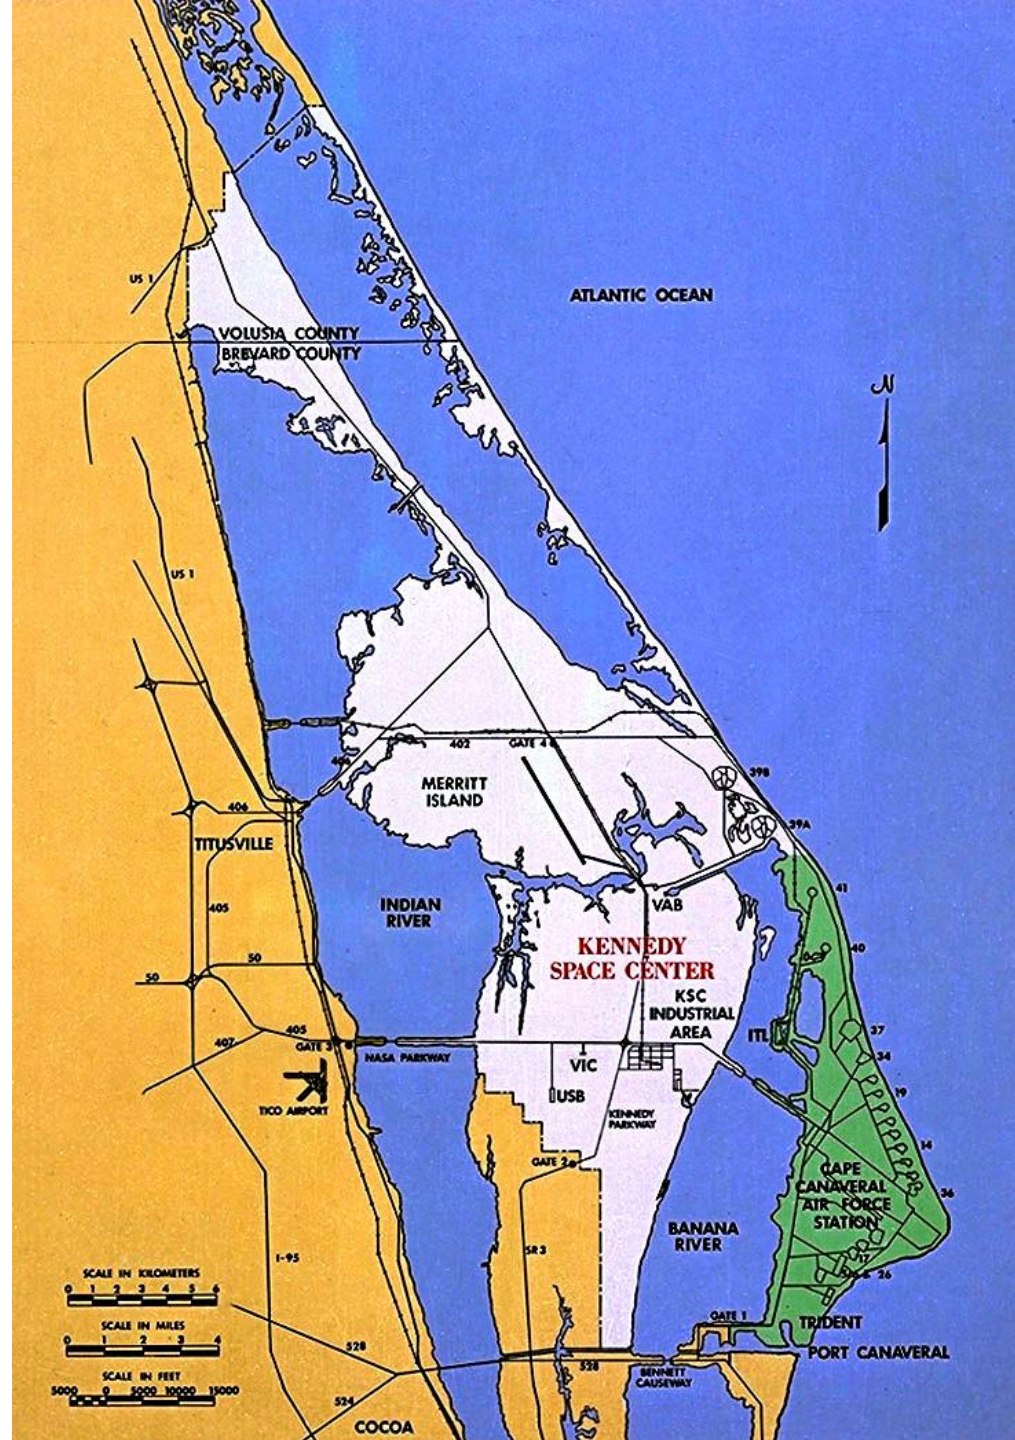 US 1
ATLANTIC OCEAN
VOLUSIA COUNTY
BREVARD COUNTY
N
US 1
402
GATE 4
406
39B
MERRITT
ISLAND
406
39A
TITUSVILLE
41
VAB
405
INDIAN
RIVER
KENNEDY
SPACE CENTER
40
50
50
KSC
INDUSTRIAL
AREA
405
407
GATE 3
NASA PARKWAY
ITL
37
34
VIC
USB
19
TICO AIRPORT
KENNEDY
PARKWAY
14
GATE 2
CAPE
CANAVERAL
AIR FORCE
STATION
36
BANANA
RIVER
SR 3
I-95
17
26
SCALE IN KILOMETERS
0 1 2 3 4 5 6
SCALE IN MILES
0 1 2 3 4
SCALE IN FEET
5000 0 5000 10000 15000
GATE 1
TRIDENT
PORT CANAVERAL
528
528
BENNETT
CAUSEWAY
524
COCOA